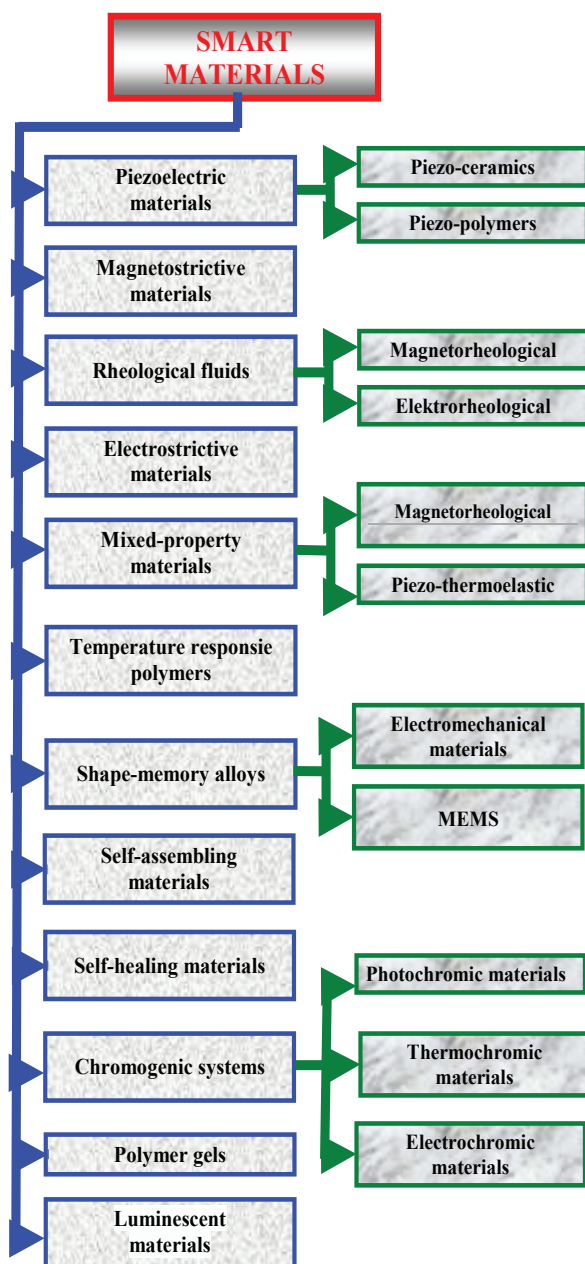 SMART
MATERIALS
Piezoelectric
materials
Piezo-ceramics
Piezo-polymers
Magnetostrictive
materials
Rheological fluids
Magnetorheological
Elektrorheological
Electrostrictive
materials
Mixed-property
materials
Magnetorheological
Piezo-thermoelastic
Temperature responsie
polymers
Shape-memory alloys
Electromechanical
materials
MEMS
Self-assembling
materials
Self-healing materials
Chromogenic systems
Photochromic materials
Thermochromic
materials
Electrochromic
materials
Polymer gels
Luminescent
materials